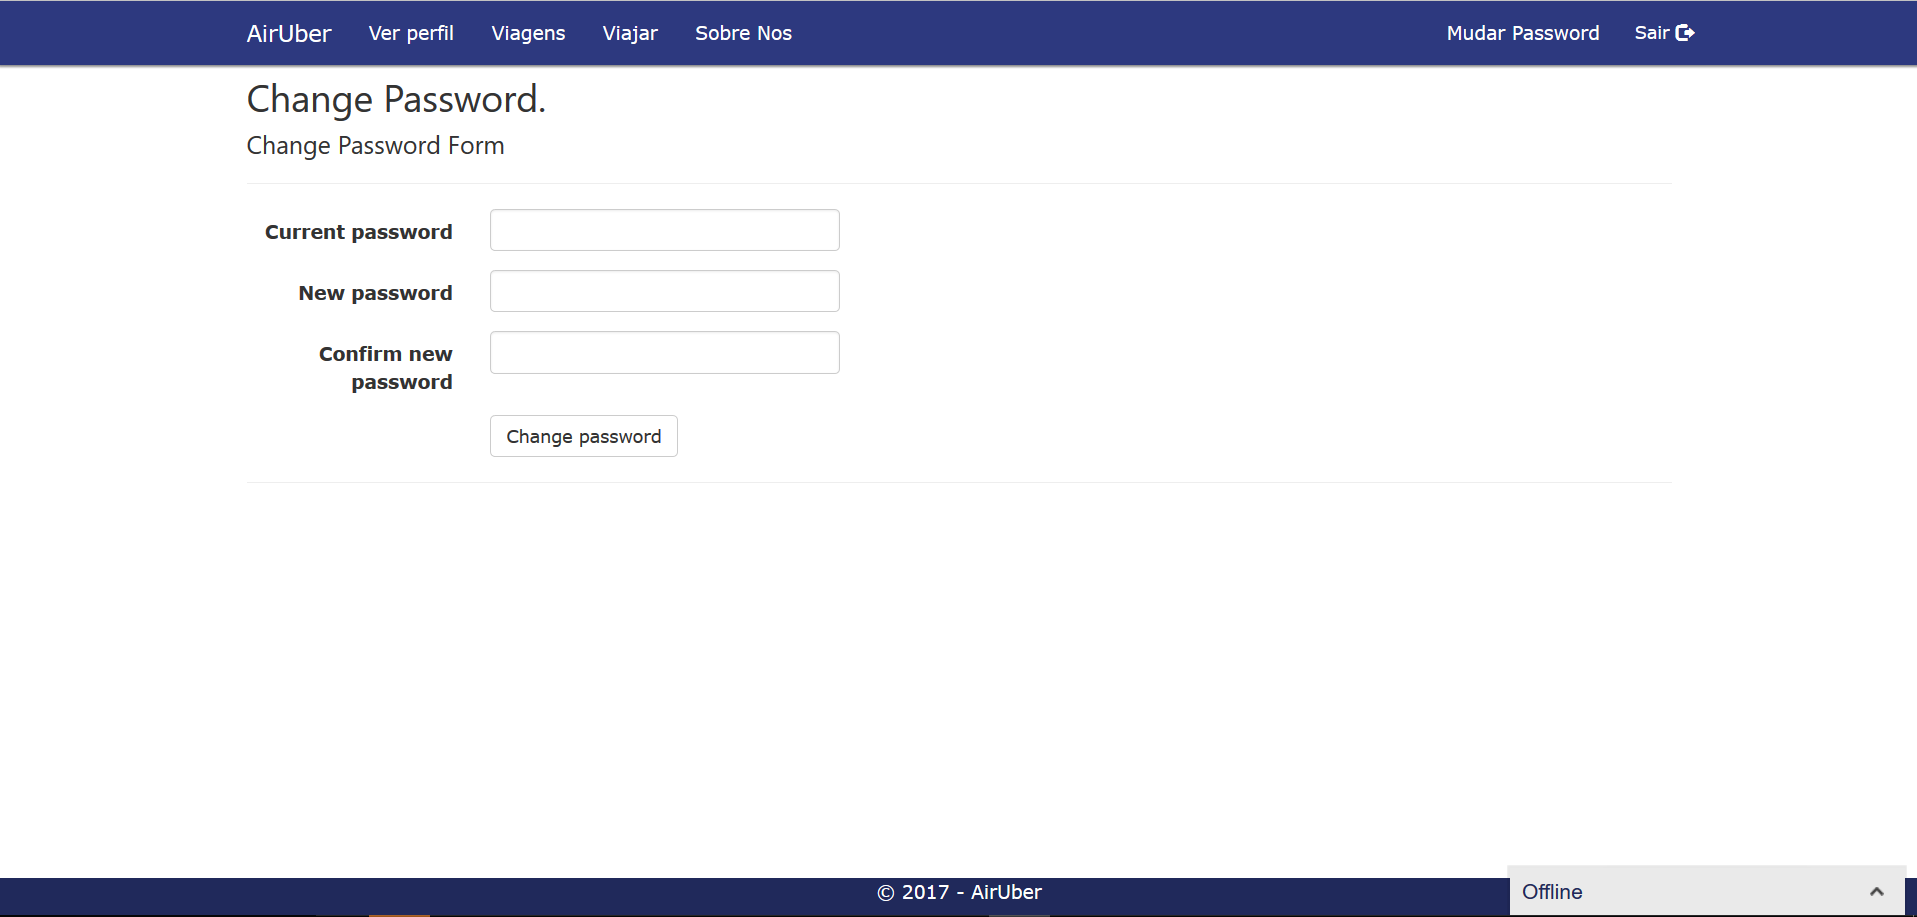 AirUber Ver perfil Viagens Viajar Sobre Nos Mudar Password Sair
Change Password.
Change Password Form
Current password
New password
Confirm new
password
Change password
© 2017 - AirUber
Offline